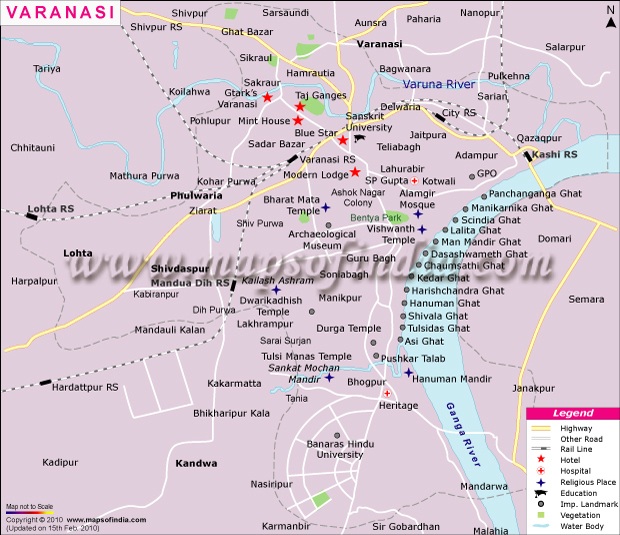 VARANASI
Shivpur
Sarsaundi
Nanopur
N
Aunsra
Paharia
Shivpur RS
Ghat Bazar
Varanasi
Salarpur
Sikraul
Tariya
Hamrautia
Bagwanara
Pulkehna
Sakraur
Varuna River
Koilahwa
Gtark's
Varanasi
Taj Ganges
Sarian
Delwaria
Pohlupur
Mint House
Sanskrit
University
City RS
Blue Star
Jaitpura
Qazaqpur
Chhitauni
Sadar Bazar
Teliabagh
Adampur
Kashi RS
Varanasi RS
Mathura Purwa
Kohar Purwa
Modern Lodge
Lahurabir
SP Gupta
Kotwali
GPO
Phulwaria
Ashok Nagar
Colony
Alamgir
Mosque
Panchanganga Ghat
Lohta RS
Ziarat
Bharat Mata
Temple
Manikarnika Ghat
Bentya Park
Scindia Ghat
Shiv Purwa
Archaeological
Museum
Vishwanth
Temple
Lalita Ghat
Domari
Man Mandir Ghat
Lohta
Guru Bagh
Dasashwameth Ghat
www.mapsofindia.com
Shivdaspur
Chaumsathi Ghat
Sonlabagh
Harpalpur
Mandua Dih RS
Kailash Ashram
Kedar Ghat
Kabiranpur
Harishchandra Ghat
Semara
Dwarikadhish
Temple
Manikpur
Hanuman Ghat
Dih Purwa
Shivala Ghat
Lakhrampur
Mandauli Kalan
Durga Temple
Tulsidas Ghat
Sarai Surjan
Asi Ghat
Tulsi Manas Temple
Pushkar Talab
Sankat Mochan
Mandir
Hanuman Mandir
Kakarmatta
Bhogpur
Hardattpur RS
Janakpur
Tania
Heritage
Bhikharipur Kala
Ganga River
Banaras Hindu
University
Kadipur
Kandwa
Nasiripur
Mandarwa
Karmanbir
Sir Gobardhan
Malahia
Legend
Highway
Other Road
Rail Line
Hotel
Hospital
Religious Place
Education
Imp. Landmark
Vegetation
Water Body
Map not to Scale
Copyright © 2010 www.mapsofindia.com
(Updated on 15th Feb. 2010)